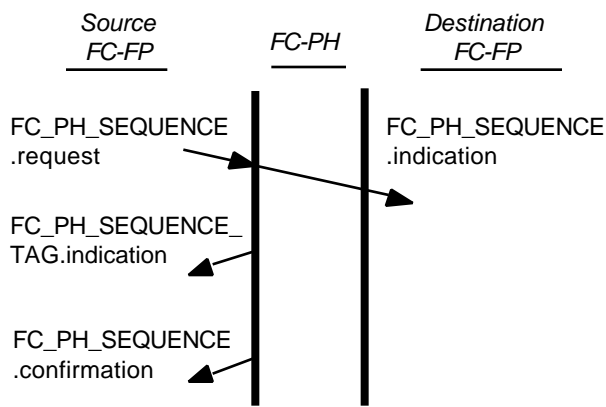 Source
FC-FP
FC-PH
Destination
FC-FP
FC_PH_SEQUENCE
.request
FC_PH_SEQUENCE
.indication
FC_PH_SEQUENCE_
TAG.indication
FC_PH_SEQUENCE
.confirmation